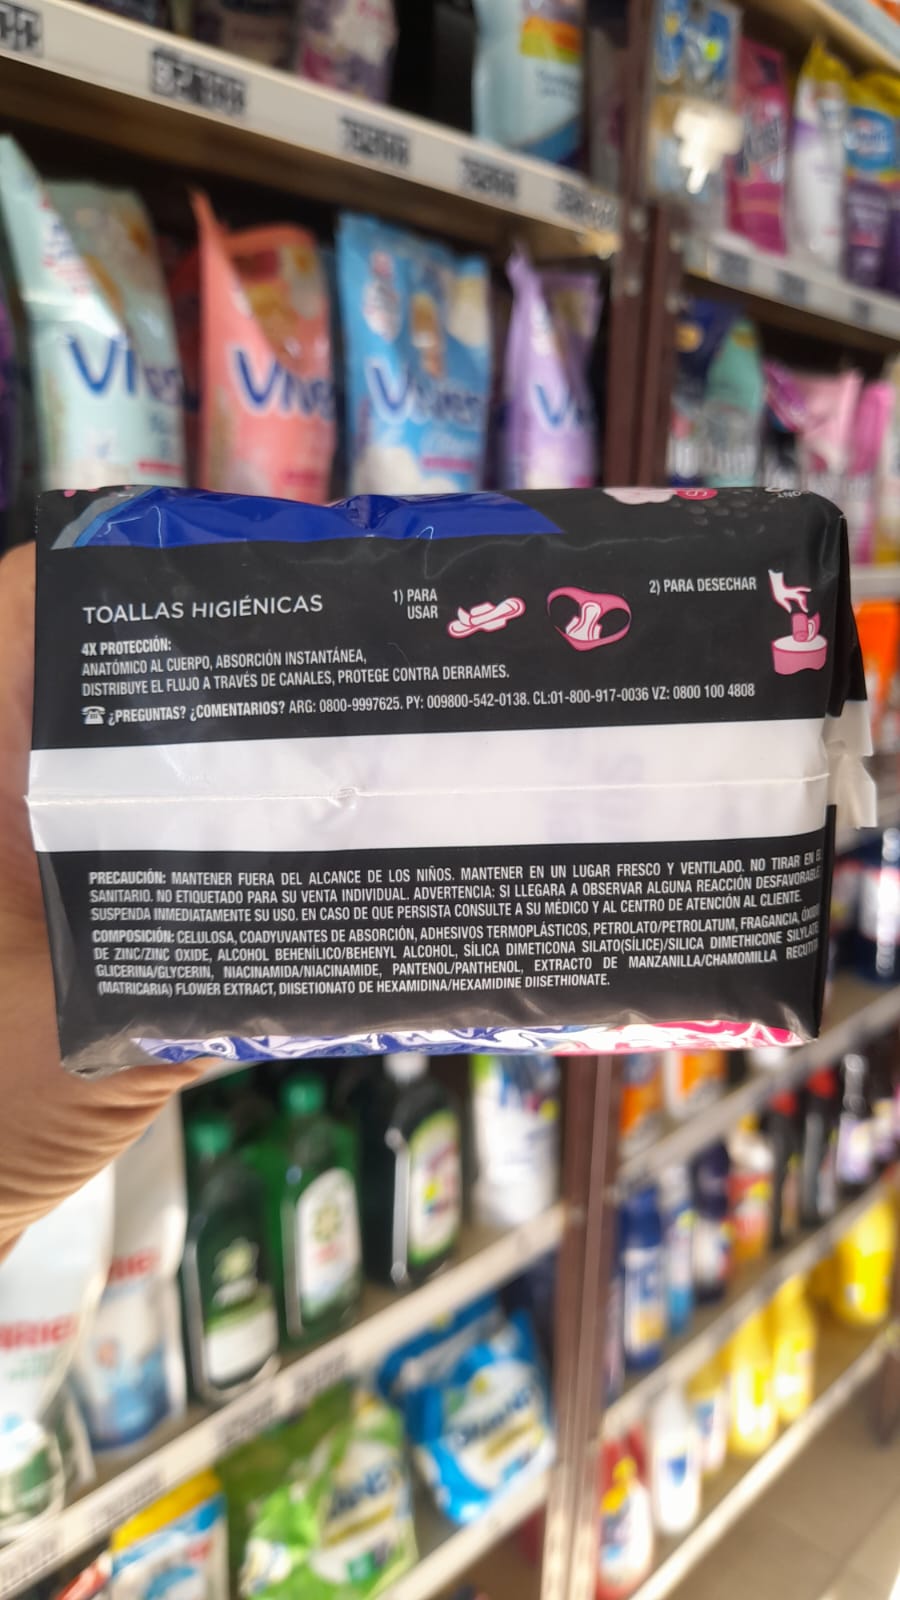 Vives
Vives
TOALLAS HIGIÉNICAS
1) PARA
USAR
2) PARA DESECHAR
4X PROTECCIÓN:
ANATÓMICO AL CUERPO, ABSORCIÓN INSTANTÁNEA,
DISTRIBUYE EL FLUJO A TRAVÉS DE CANALES, PROTEGE CONTRA DERRAMES.
¿PREGUNTAS? ¿COMENTARIOS? ARG: 0800-9997625. PY: 009800-542-0138. CL:01-800-917-0036 VZ: 0800 100 4808
PRECAUCIÓN: MANTENER FUERA DEL ALCANCE DE LOS NIÑOS. MANTENER EN UN LUGAR FRESCO Y VENTILADO. NO TIRAR EN EL
SANITARIO. NO ETIQUETADO PARA SU VENTA INDIVIDUAL. ADVERTENCIA: SI LLEGARA A OBSERVAR ALGUNA REACCIÓN DESFAVORABLE
SUSPENDA INMEDIATAMENTE SU USO, EN CASO DE QUE PERSISTA CONSULTE A SU MÉDICO Y AL CENTRO DE ATENCIÓN AL CLIENTE.
COMPOSICIÓN: CELULOSA, COADYUVANTES DE ABSORCIÓN, ADHESIVOS TERMOPLÁSTICOS, PETROLATO/PETROLATUM, FRAGANCIA, ÓXIDO
DE ZINC/ZINC OXIDE, ALCOHOL BEHENÍLICO/BEHENYL ALCOHOL, SÍLICA DIMETICONA SILATO(SÍLICE)/SILICA DIMETHICONE SILYLATE
GLICERINA/GLYCERIN, NIACINAMIDA/NIACINAMIDE, PANTENOL/PANTHENOL, EXTRACTO DE MANZANILLA/CHAMOMILLA RECUTITA
(MATRICARIA) FLOWER EXTRACT, DIISETIONATO DE HEXAMIDINA/HEXAMIDINE DIISETHIONATE.